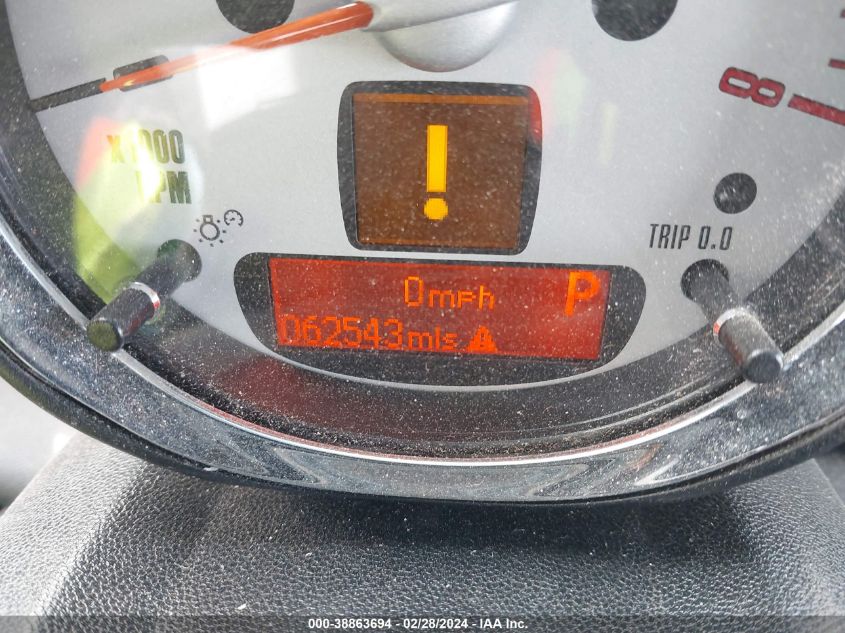 8
x1000
RPM
!
TRIP 0.0
0mph P
062543mls
000-38863694 - 02/28/2024 - IAA Inc.